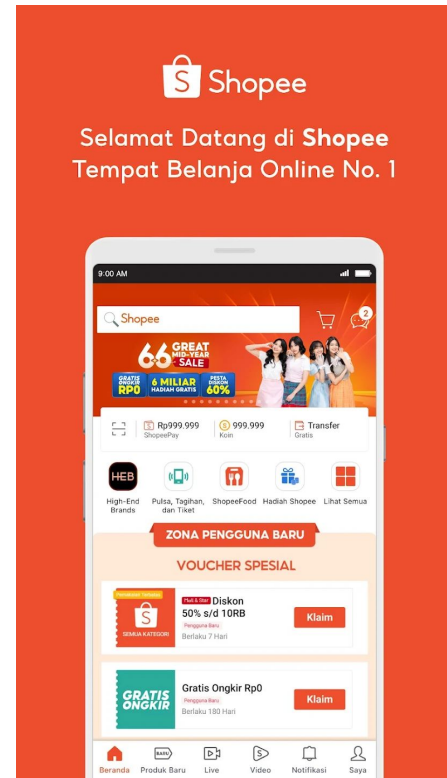 Shopee
Selamat Datang di Shopee
Tempat Belanja Online No. 1
9:00 AM
Shopee
2
6.6 GREAT
MID-YEAR
SALE
GRATIS
ONGKIR
RP0
6 MILIAR
HADIAH GRATIS
PESTA
DISKON
60%
Rp999.999
ShopeePay
999.999
Koin
Transfer
Gratis
HEB
High-End
Brands
Pulsa, Tagihan,
dan Tiket
ShopeeFood
Hadiah Shopee
Lihat Semua
ZONA PENGGUNA BARU
VOUCHER SPESIAL
SEMUA KATEGORI
Mall & Star Diskon
50% s/d 10RB
Pengguna Baru
Berlaku 7 Hari
Klaim
GRATIS
ONGKIR
Gratis Ongkir Rp0
Pengguna Baru
Berlaku 180 Hari
Klaim
BARU
Beranda
Produk Baru
Live
Video
Notifikasi
Saya